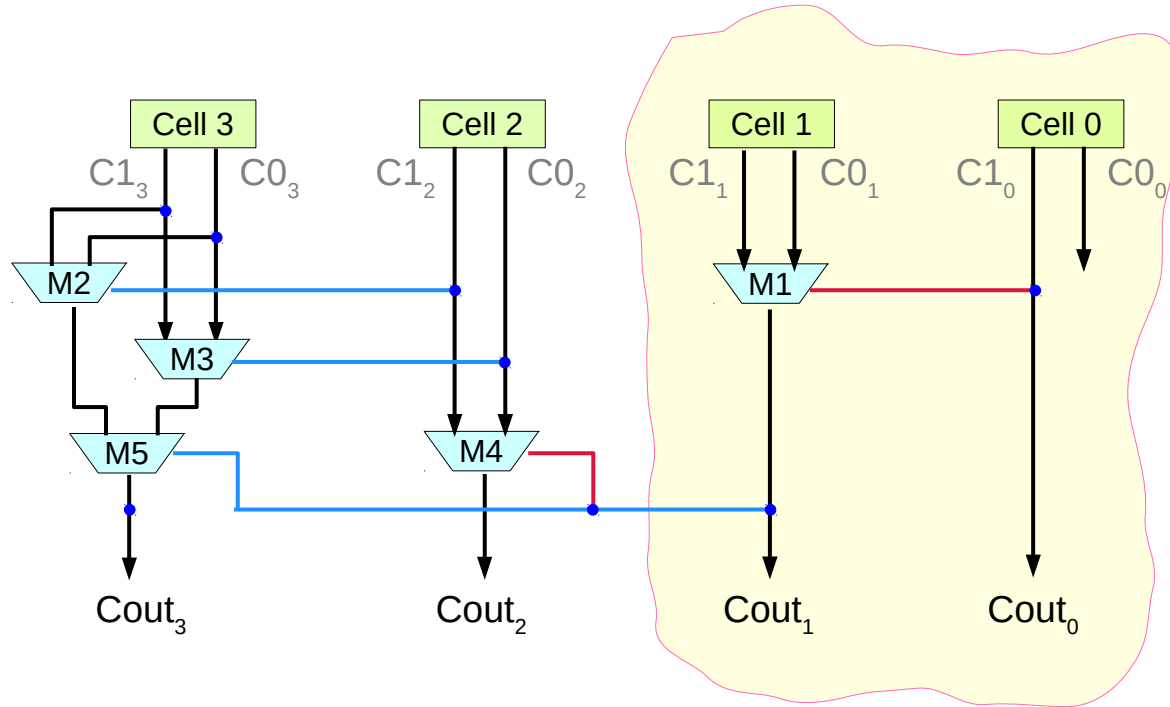 Cell 3 Cell 2 Cell 1 Cell 0
C1₃ C0₃ C1₂ C0₂ C1₁ C0₁ C1₀ C0₀
M2 M1
M3
M5 M4
Cout₃ Cout₂ Cout₁ Cout₀